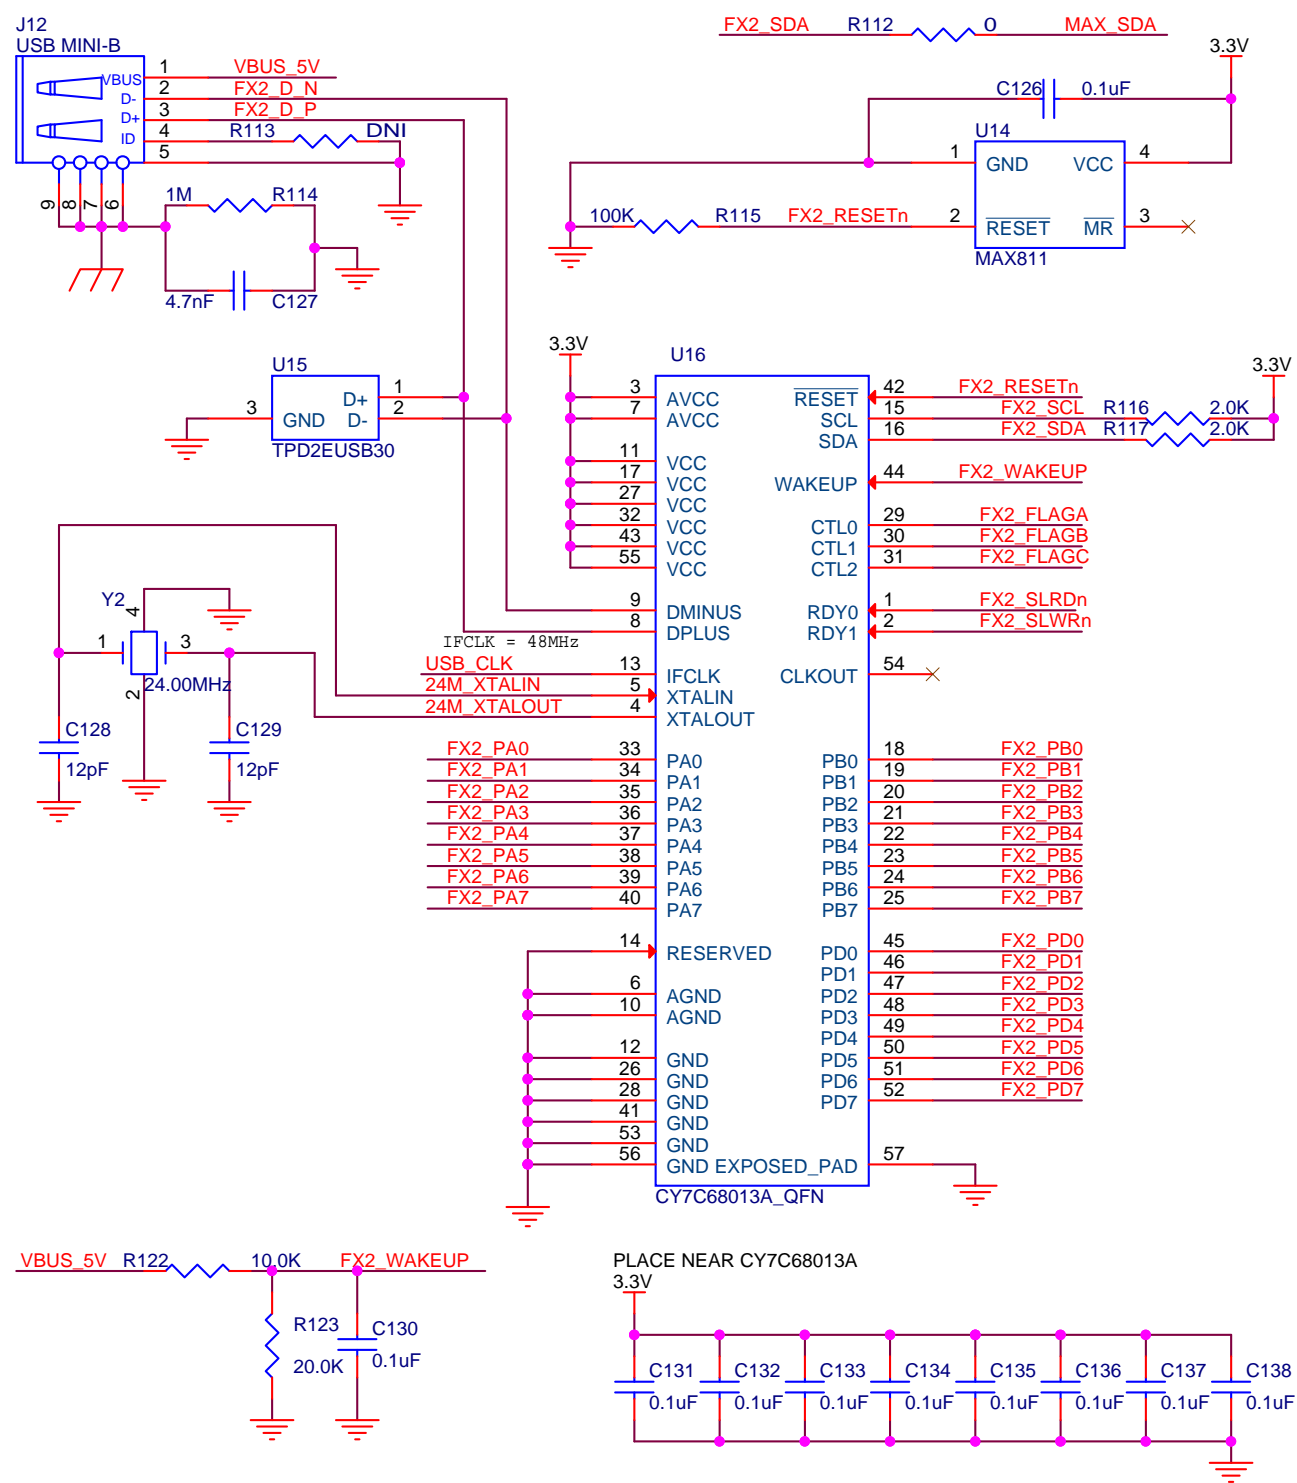 J12
USB MINI-B
VBUS
D-
D+
ID
1 VBUS_5V
2 FX2_D_N
3 FX2_D_P
4 R113 DNI
5
9 8 7 6
1M R114
4.7nF C127
FX2_SDA R112 0 MAX_SDA
3.3V
C126 0.1uF
U14
1 GND VCC 4
100K R115 FX2_RESETn 2 RESET MR 3
MAX811
U15
3 GND D+ 1
D- 2
TPD2EUSB30
3.3V
U16
3 AVCC
7 AVCC
11 VCC
17 VCC
27 VCC
32 VCC
43 VCC
55 VCC
9 DMINUS
8 DPLUS
IFCLK = 48MHz
USB_CLK 13 IFCLK
24M_XTALIN 5 XTALIN
24M_XTALOUT 4 XTALOUT
FX2_PA0 33 PA0
FX2_PA1 34 PA1
FX2_PA2 35 PA2
FX2_PA3 36 PA3
FX2_PA4 37 PA4
FX2_PA5 38 PA5
FX2_PA6 39 PA6
FX2_PA7 40 PA7
14 RESERVED
6 AGND
10 AGND
12 GND
26 GND
28 GND
41 GND
53 GND
56 GND
EXPOSED_PAD 57
CY7C68013A_QFN
3.3V
RESET 42 FX2_RESETn
SCL 15 FX2_SCL R116 2.0K
SDA 16 FX2_SDA R117 2.0K
WAKEUP 44 FX2_WAKEUP
CTL0 29 FX2_FLAGA
CTL1 30 FX2_FLAGB
CTL2 31 FX2_FLAGC
RDY0 1 FX2_SLRDn
RDY1 2 FX2_SLWRn
CLKOUT 54
PB0 18 FX2_PB0
PB1 19 FX2_PB1
PB2 20 FX2_PB2
PB3 21 FX2_PB3
PB4 22 FX2_PB4
PB5 23 FX2_PB5
PB6 24 FX2_PB6
PB7 25 FX2_PB7
PD0 45 FX2_PD0
PD1 46 FX2_PD1
PD2 47 FX2_PD2
PD3 48 FX2_PD3
PD4 49 FX2_PD4
PD5 50 FX2_PD5
PD6 51 FX2_PD6
PD7 52 FX2_PD7
Y2
4
1 3
2
24.00MHz
C128
12pF
C129
12pF
VBUS_5V R122 10.0K FX2_WAKEUP
R123
20.0K
C130
0.1uF
PLACE NEAR CY7C68013A
3.3V
C131 C132 C133 C134 C135 C136 C137 C138
0.1uF 0.1uF 0.1uF 0.1uF 0.1uF 0.1uF 0.1uF 0.1uF